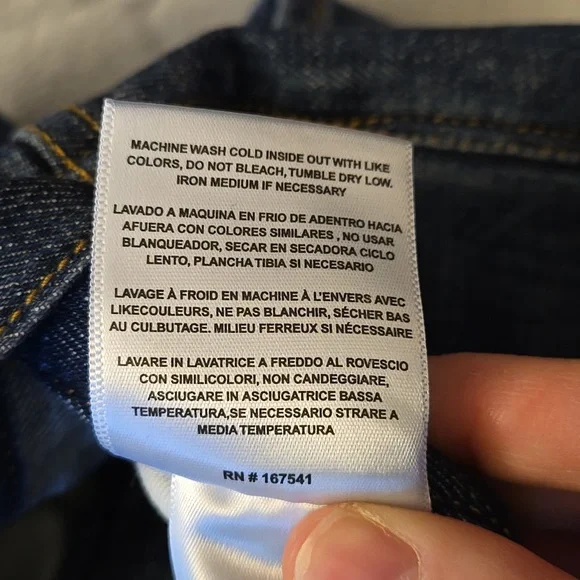 MACHINE WASH COLD INSIDE OUT WITH LIKE
COLORS, DO NOT BLEACH, TUMBLE DRY LOW.
IRON MEDIUM IF NECESSARY
LAVADO A MAQUINA EN FRIO DE ADENTRO HACIA
AFUERA CON COLORES SIMILARES , NO USAR
BLANQUEADOR, SECAR EN SECADORA CICLO
LENTO, PLANCHA TIBIA SI NECESARIO
LAVAGE À FROID EN MACHINE À L'ENVERS AVEC
LIKECOULEURS, NE PAS BLANCHIR, SÉCHER BAS
AU CULBUTAGE. MILIEU FERREUX SI NÉCESSAIRE
LAVARE IN LAVATRICE A FREDDO AL ROVESCIO
CON SIMILICOLORI, NON CANDEGGIARE,
ASCIUGARE IN ASCIUGATRICE BASSA
TEMPERATURA,SE NECESSARIO STRARE A
MEDIA TEMPERATURA
RN # 167541